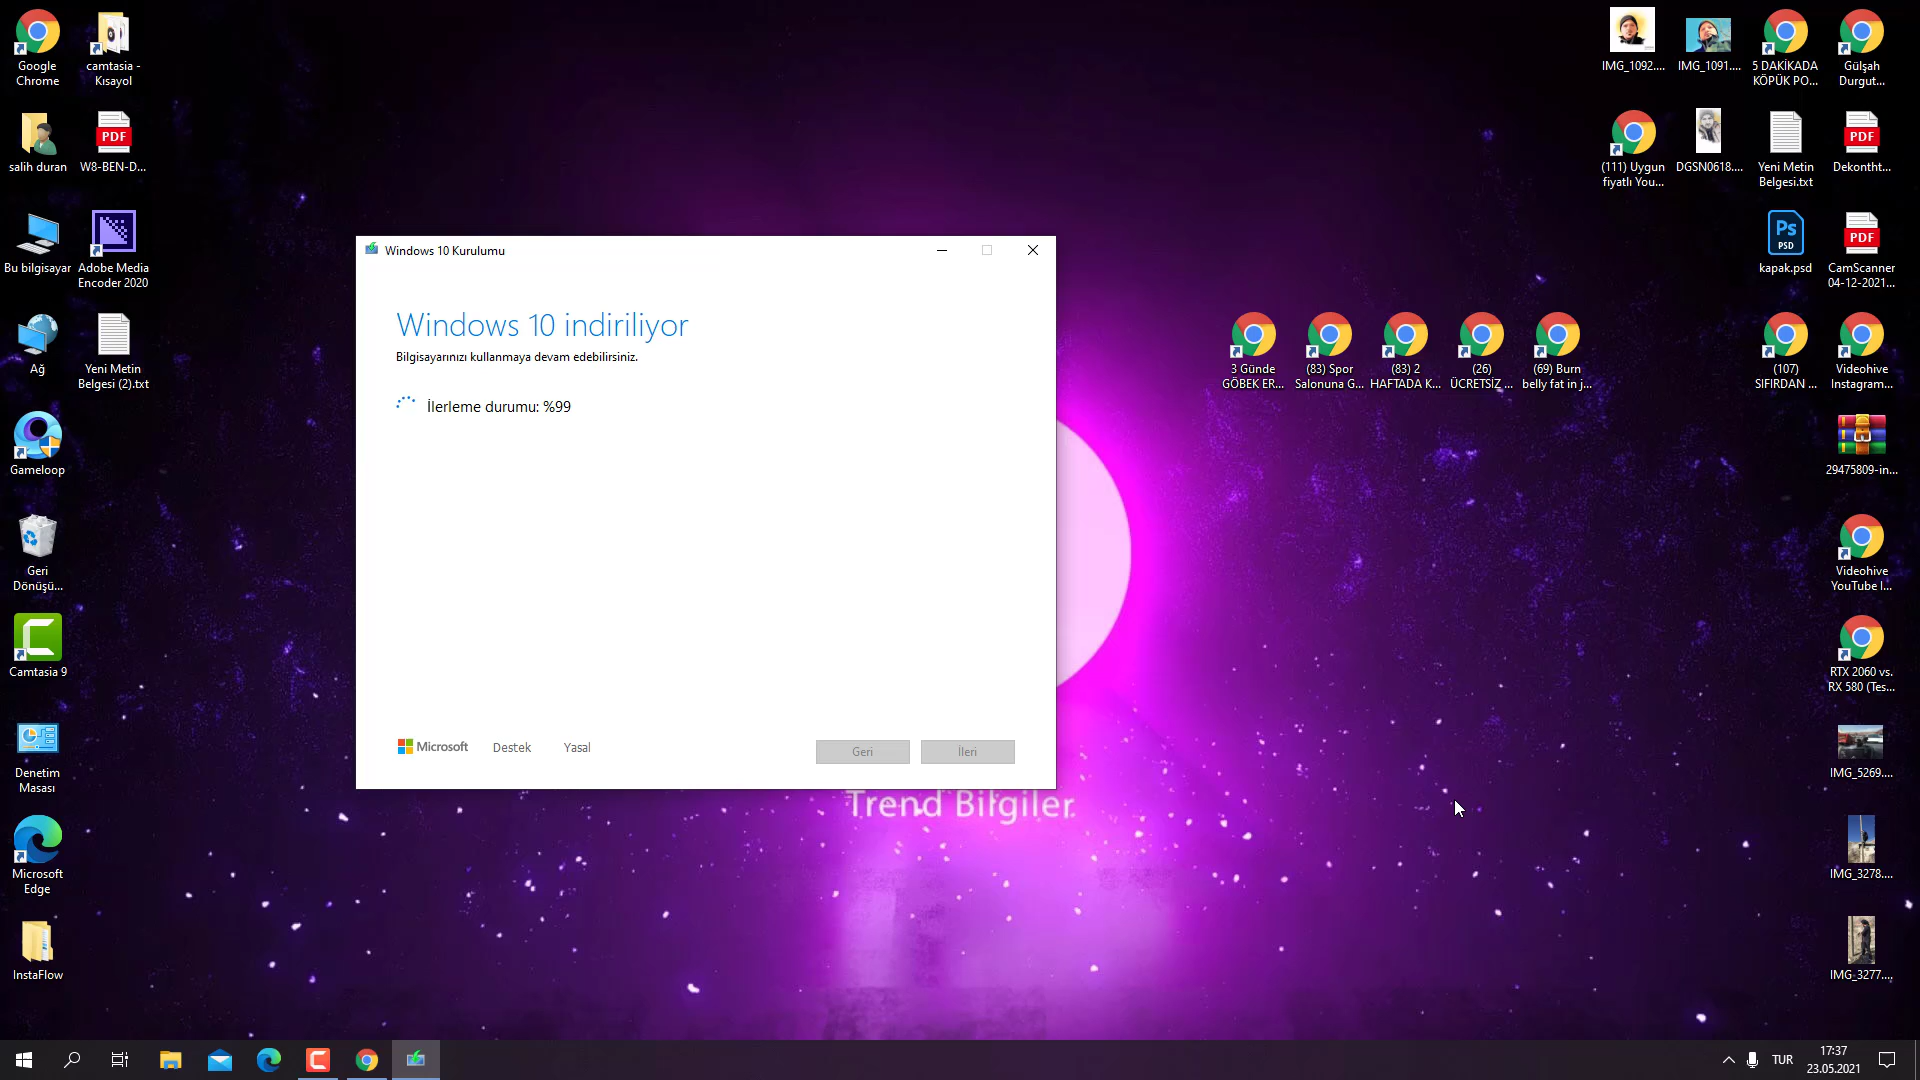 Google
Chrome
camtasia -
Kısayol
salih duran
W8-BEN-D...
Bu bilgisayar
Adobe Media
Encoder 2020
Ağ
Yeni Metin
Belgesi (2).txt
Gameloop
Geri
Dönüşü...
Camtasia 9
Denetim
Masası
Microsoft
Edge
InstaFlow
Windows 10 Kurulumu
Windows 10 indiriliyor
Bilgisayarınızı kullanmaya devam edebilirsiniz.
İlerleme durumu: %99
Microsoft
Destek
Yasal
Geri
İleri
Trend Bilgiler
IMG_1092....
IMG_1091....
5 DAKİKADA
KÖPÜK PO...
Gülşah
Durgut...
(111) Uygun
fiyatlı You...
DGSN0618....
Yeni Metin
Belgesi.txt
PDF
Dekontht...
Ps
PSD
kapak.psd
PDF
CamScanner
04-12-2021...
3 Günde
GÖBEK ER...
(83) Spor
Salonuna G...
(83) 2
HAFTADA K...
(26)
ÜCRETSİZ ...
(69) Burn
belly fat in j...
(107)
SIFIRDAN ...
Videohive
Instagram...
29475809-in...
Videohive
YouTube I...
RTX 2060 vs.
RX 580 (Tes...
IMG_5269....
IMG_3278....
IMG_3277....
TUR
17:37
23.05.2021